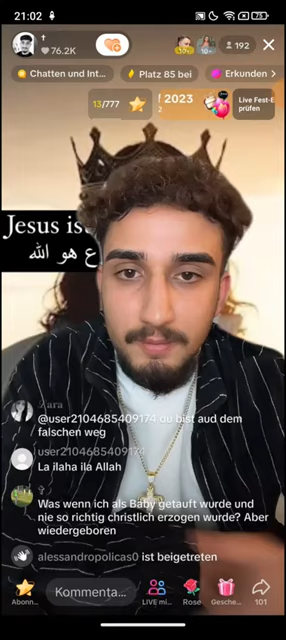 21:02
75
†
76.2K
192
Chatten und Int...
Platz 85 bei
Erkunden >
13/777
2023
2
Live Fest-E
prüfen
Jesus is
ع هو الله
@user2104685409174 du bist aud dem
falschen weg
user2104685409174
La ilaha ila Allah
Was wenn ich als Baby getauft wurde und
nie so richtig christlich erzogen wurde? Aber
wiedergeboren
alessandropolicas0 ist beigetreten
Abonn...
Kommenta...
LIVE mi...
Rose
Gesche...
101